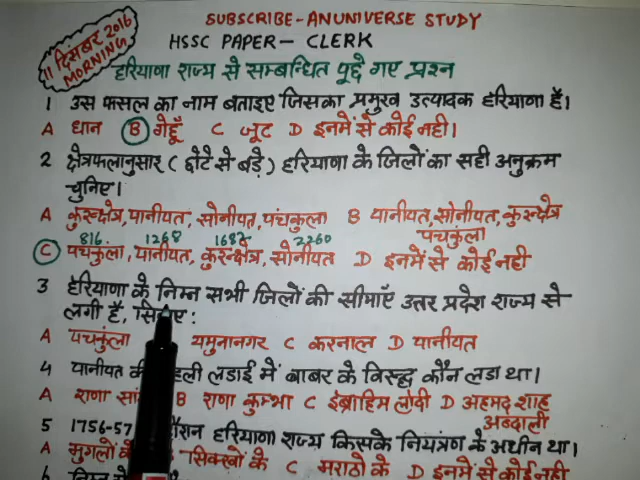 SUBSCRIBE-ANUNIVERSE STUDY
11 दिसंबर 2016
MORNING
HSSC PAPER- CLERK
हरियाणा राज्य से सम्बन्धित पूछे गए प्रश्न
1 उस फसल का नाम बताइए जिसका प्रमुख उत्पादक हरियाणा है।
A धान B गेहूँ C जूट D इनमें से कोई नही।
2 क्षेत्रफलानुसार (छोटे से बड़े) हरियाणा के जिलों का सही अनुक्रम
चुनिए।
A कुरूक्षेत्र, पानीपत, सोनीपत, पंचकुला B पानीपत, सोनीपत, कुरूक्षेत्र
पंचकुंला
816 1268 1682 2260
C पंचकुला, पानीपत, कुरूक्षेत्र, सोनीपत D इनमें से कोई नही
3 हरियाणा के निम्न सभी जिलों की सीमाएँ उत्तर प्रदेश राज्य से
लगी है, :
A पचकुंला यमुनानगर C करनाल D पानीपत
4 पानीपत लडाई में बाबर के विरूद्ध कौन लडा था।
A राणा B राणा कुम्भा C इंब्राहिम लोदी D अहमद शाह
अब्दाली
5 1756-57 हरियाणा राज्य किसके नियंत्रण के अधीन था।
A मुगलों सिक्खों के C मराठो के D इनमें से कोई नही
6 निम्न